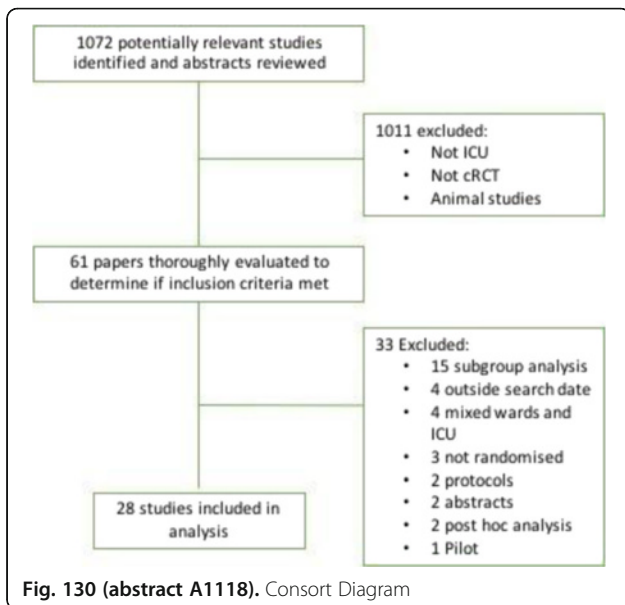 1072 potentially relevant studies
identified and abstracts reviewed
1011 excluded:
• Not ICU
• Not cRCT
• Animal studies
61 papers thoroughly evaluated to
determine if inclusion criteria met
33 Excluded:
• 15 subgroup analysis
• 4 outside search date
• 4 mixed wards and
ICU
• 3 not randomised
• 2 protocols
• 2 abstracts
• 2 post hoc analysis
• 1 Pilot
28 studies included in
analysis
Fig. 130 (abstract A1118). Consort Diagram